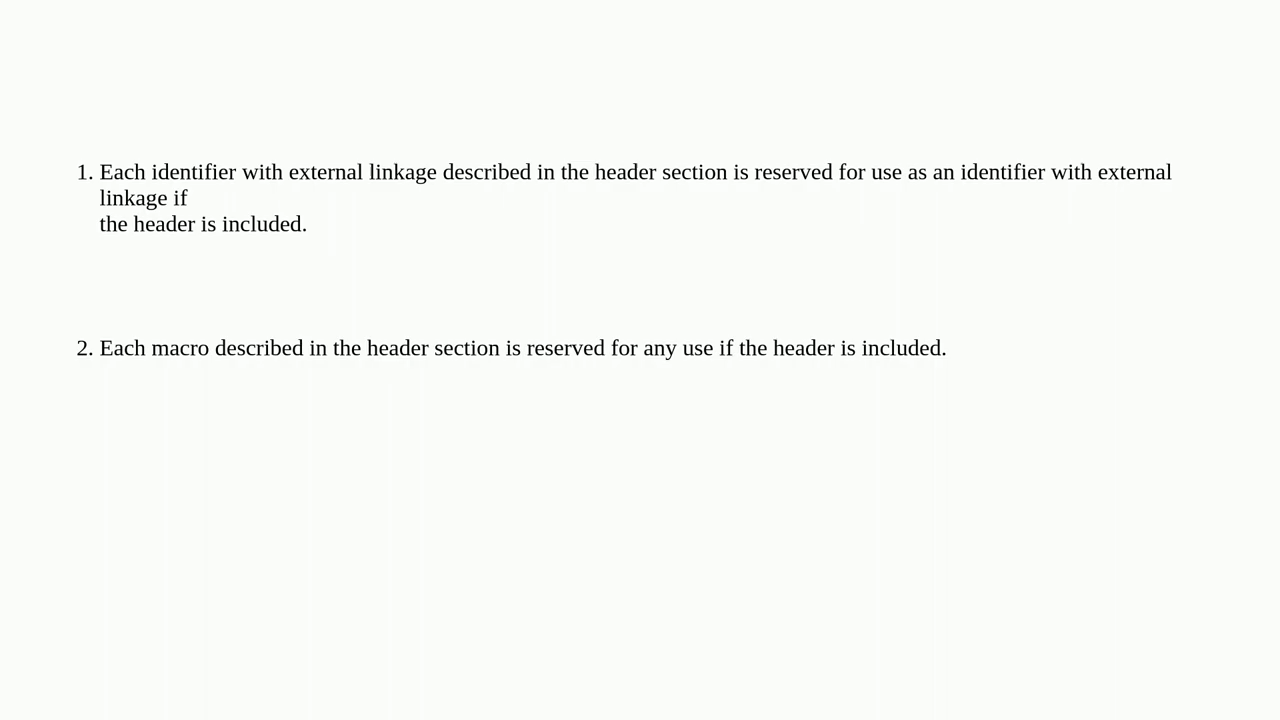 1. Each identifier with external linkage described in the header section is reserved for use as an identifier with external
linkage if
the header is included.
2. Each macro described in the header section is reserved for any use if the header is included.